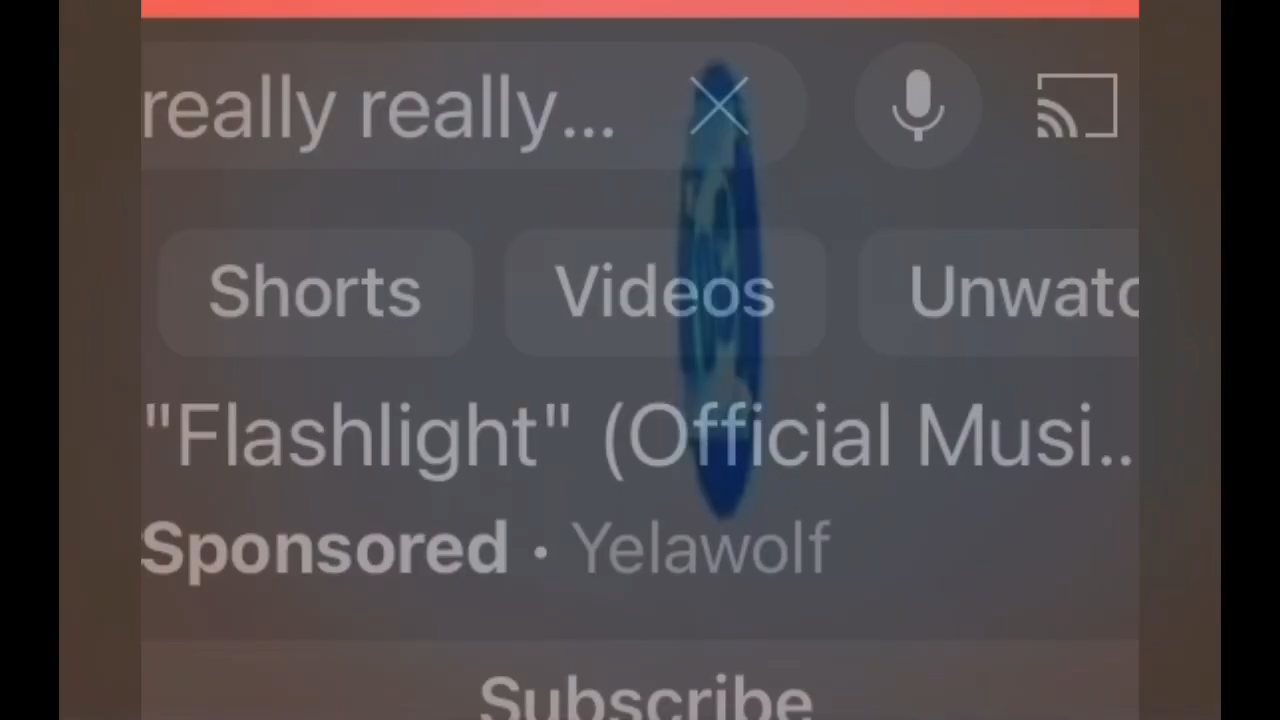 really really...
Shorts Videos Unwatc
"Flashlight" (Official Musi..
Sponsored · Yelawolf
Subscribe